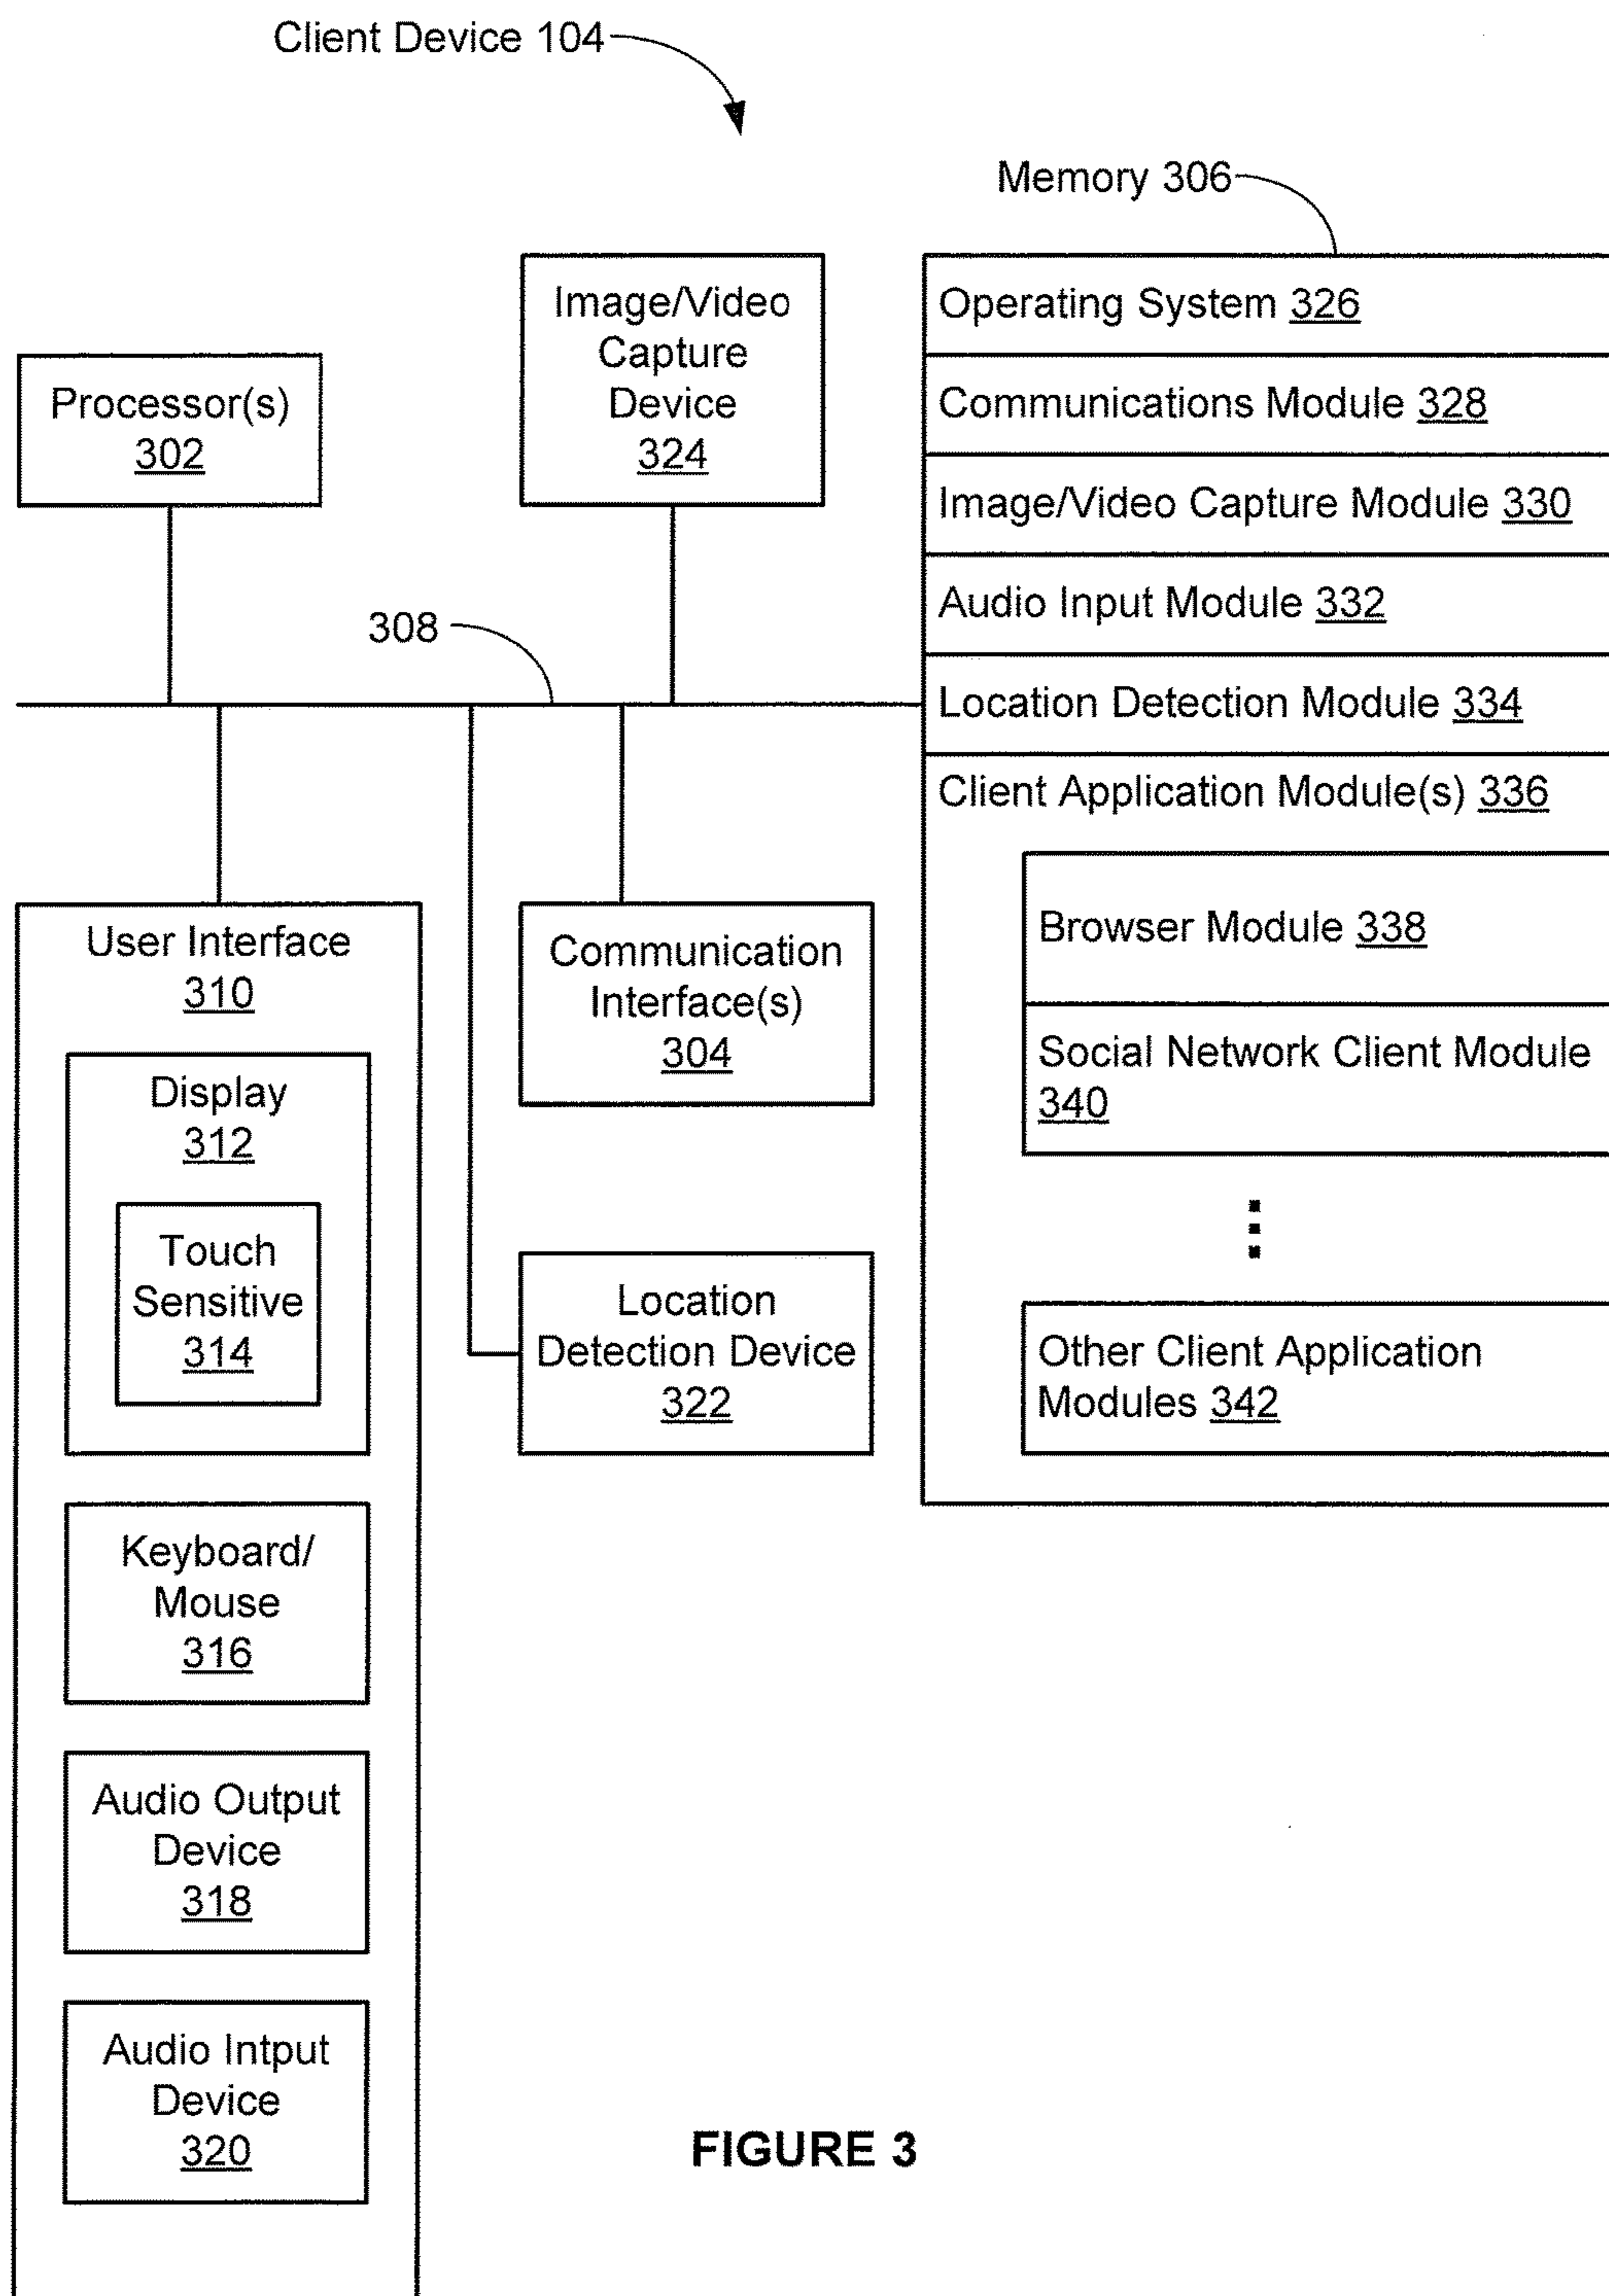 Client Device 104
Memory 306
Image/Video
Capture
Device
324
Processor(s)
302
308
Operating System 326
Communications Module 328
Image/Video Capture Module 330
Audio Input Module 332
Location Detection Module 334
Client Application Module(s) 336
Browser Module 338
Social Network Client Module
340
Other Client Application
Modules 342
User Interface
310
Display
312
Touch
Sensitive
314
Keyboard/
Mouse
316
Audio Output
Device
318
Audio Intput
Device
320
Communication
Interface(s)
304
Location
Detection Device
322
FIGURE 3